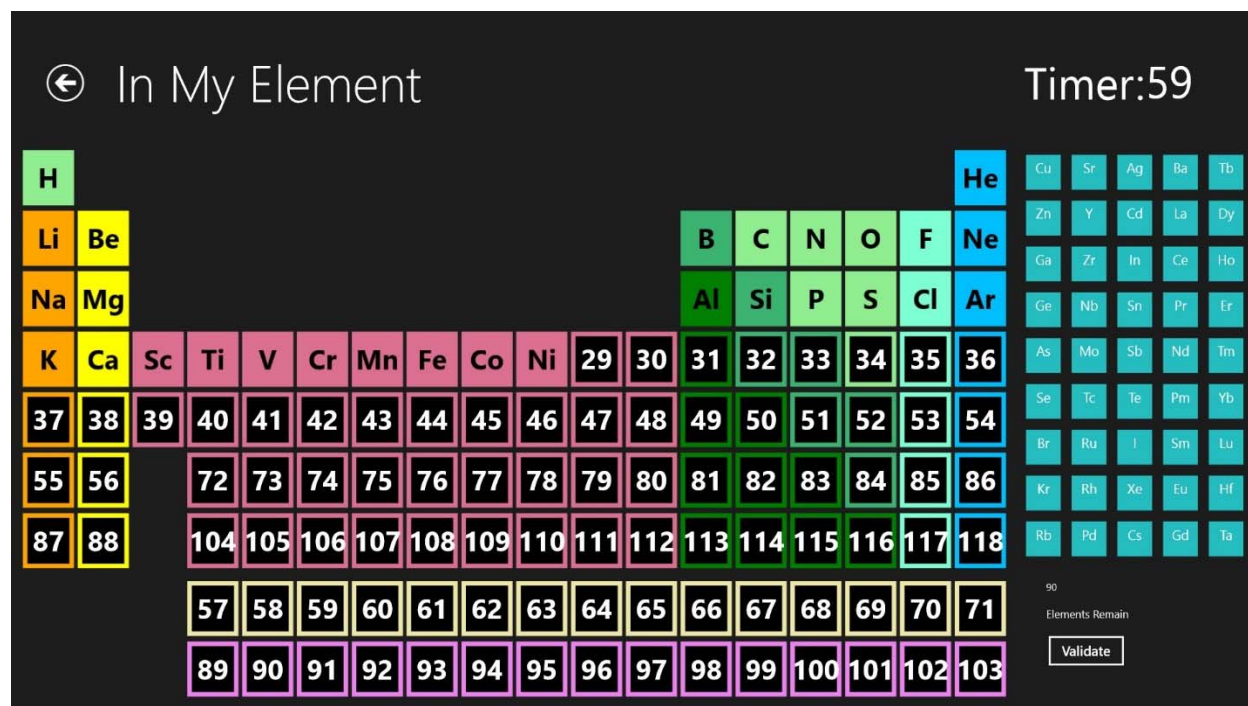 In My Element
Timer:59
H He
Li Be B C N O F Ne
Na Mg Al Si P S Cl Ar
K Ca Sc Ti V Cr Mn Fe Co Ni 29 30 31 32 33 34 35 36
37 38 39 40 41 42 43 44 45 46 47 48 49 50 51 52 53 54
55 56 72 73 74 75 76 77 78 79 80 81 82 83 84 85 86
87 88 104 105 106 107 108 109 110 111 112 113 114 115 116 117 118
57 58 59 60 61 62 63 64 65 66 67 68 69 70 71
89 90 91 92 93 94 95 96 97 98 99 100 101 102 103
Cu Sr Ag Ba Tb
Zn Y Cd La Dy
Ga Zr In Ce Ho
Ge Nb Sn Pr Er
As Mo Sb Nd Tm
Se Tc Te Pm Yb
Br Ru I Sm Lu
Kr Rh Xe Eu Hf
Rb Pd Cs Gd Ta
90
Elements Remain
Validate